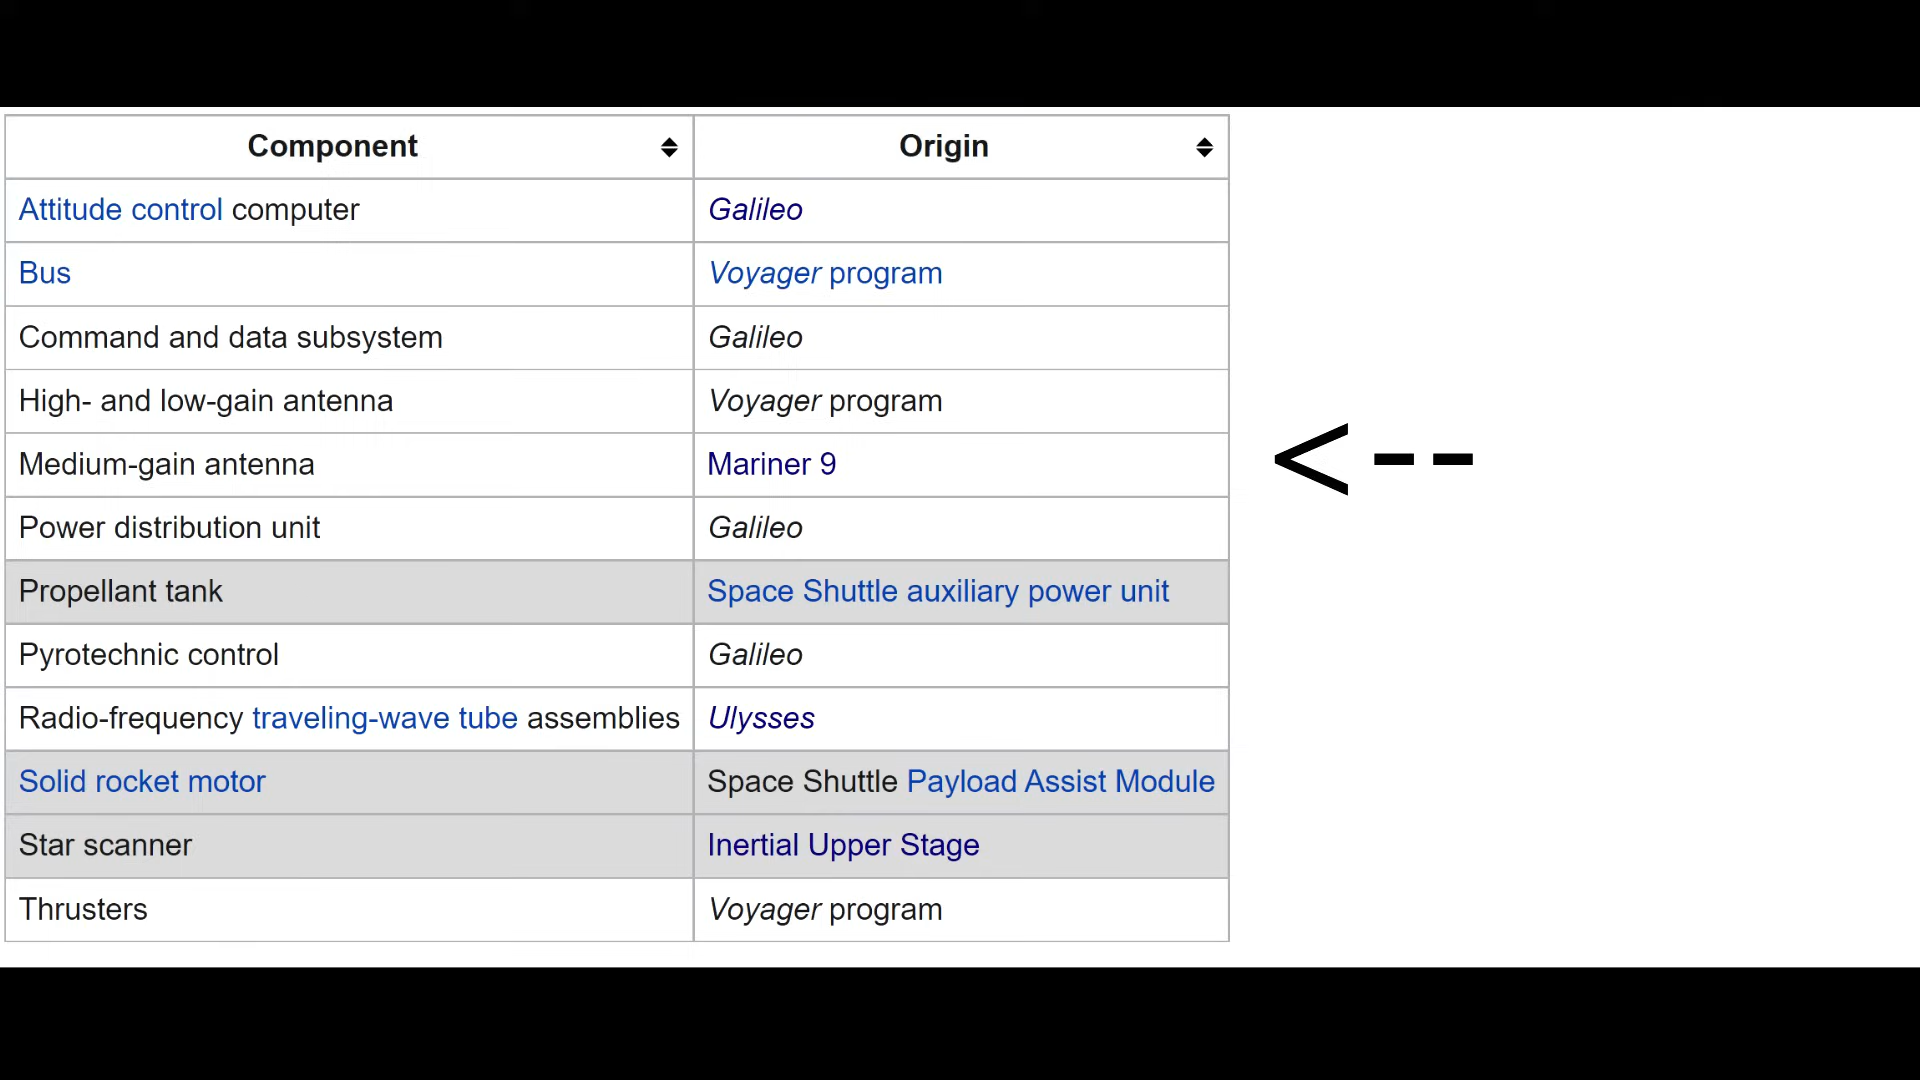 Component Origin
Attitude control computer Galileo
Bus Voyager program
Command and data subsystem Galileo
High- and low-gain antenna Voyager program
Medium-gain antenna Mariner 9 <--
Power distribution unit Galileo
Propellant tank Space Shuttle auxiliary power unit
Pyrotechnic control Galileo
Radio-frequency traveling-wave tube assemblies Ulysses
Solid rocket motor Space Shuttle Payload Assist Module
Star scanner Inertial Upper Stage
Thrusters Voyager program